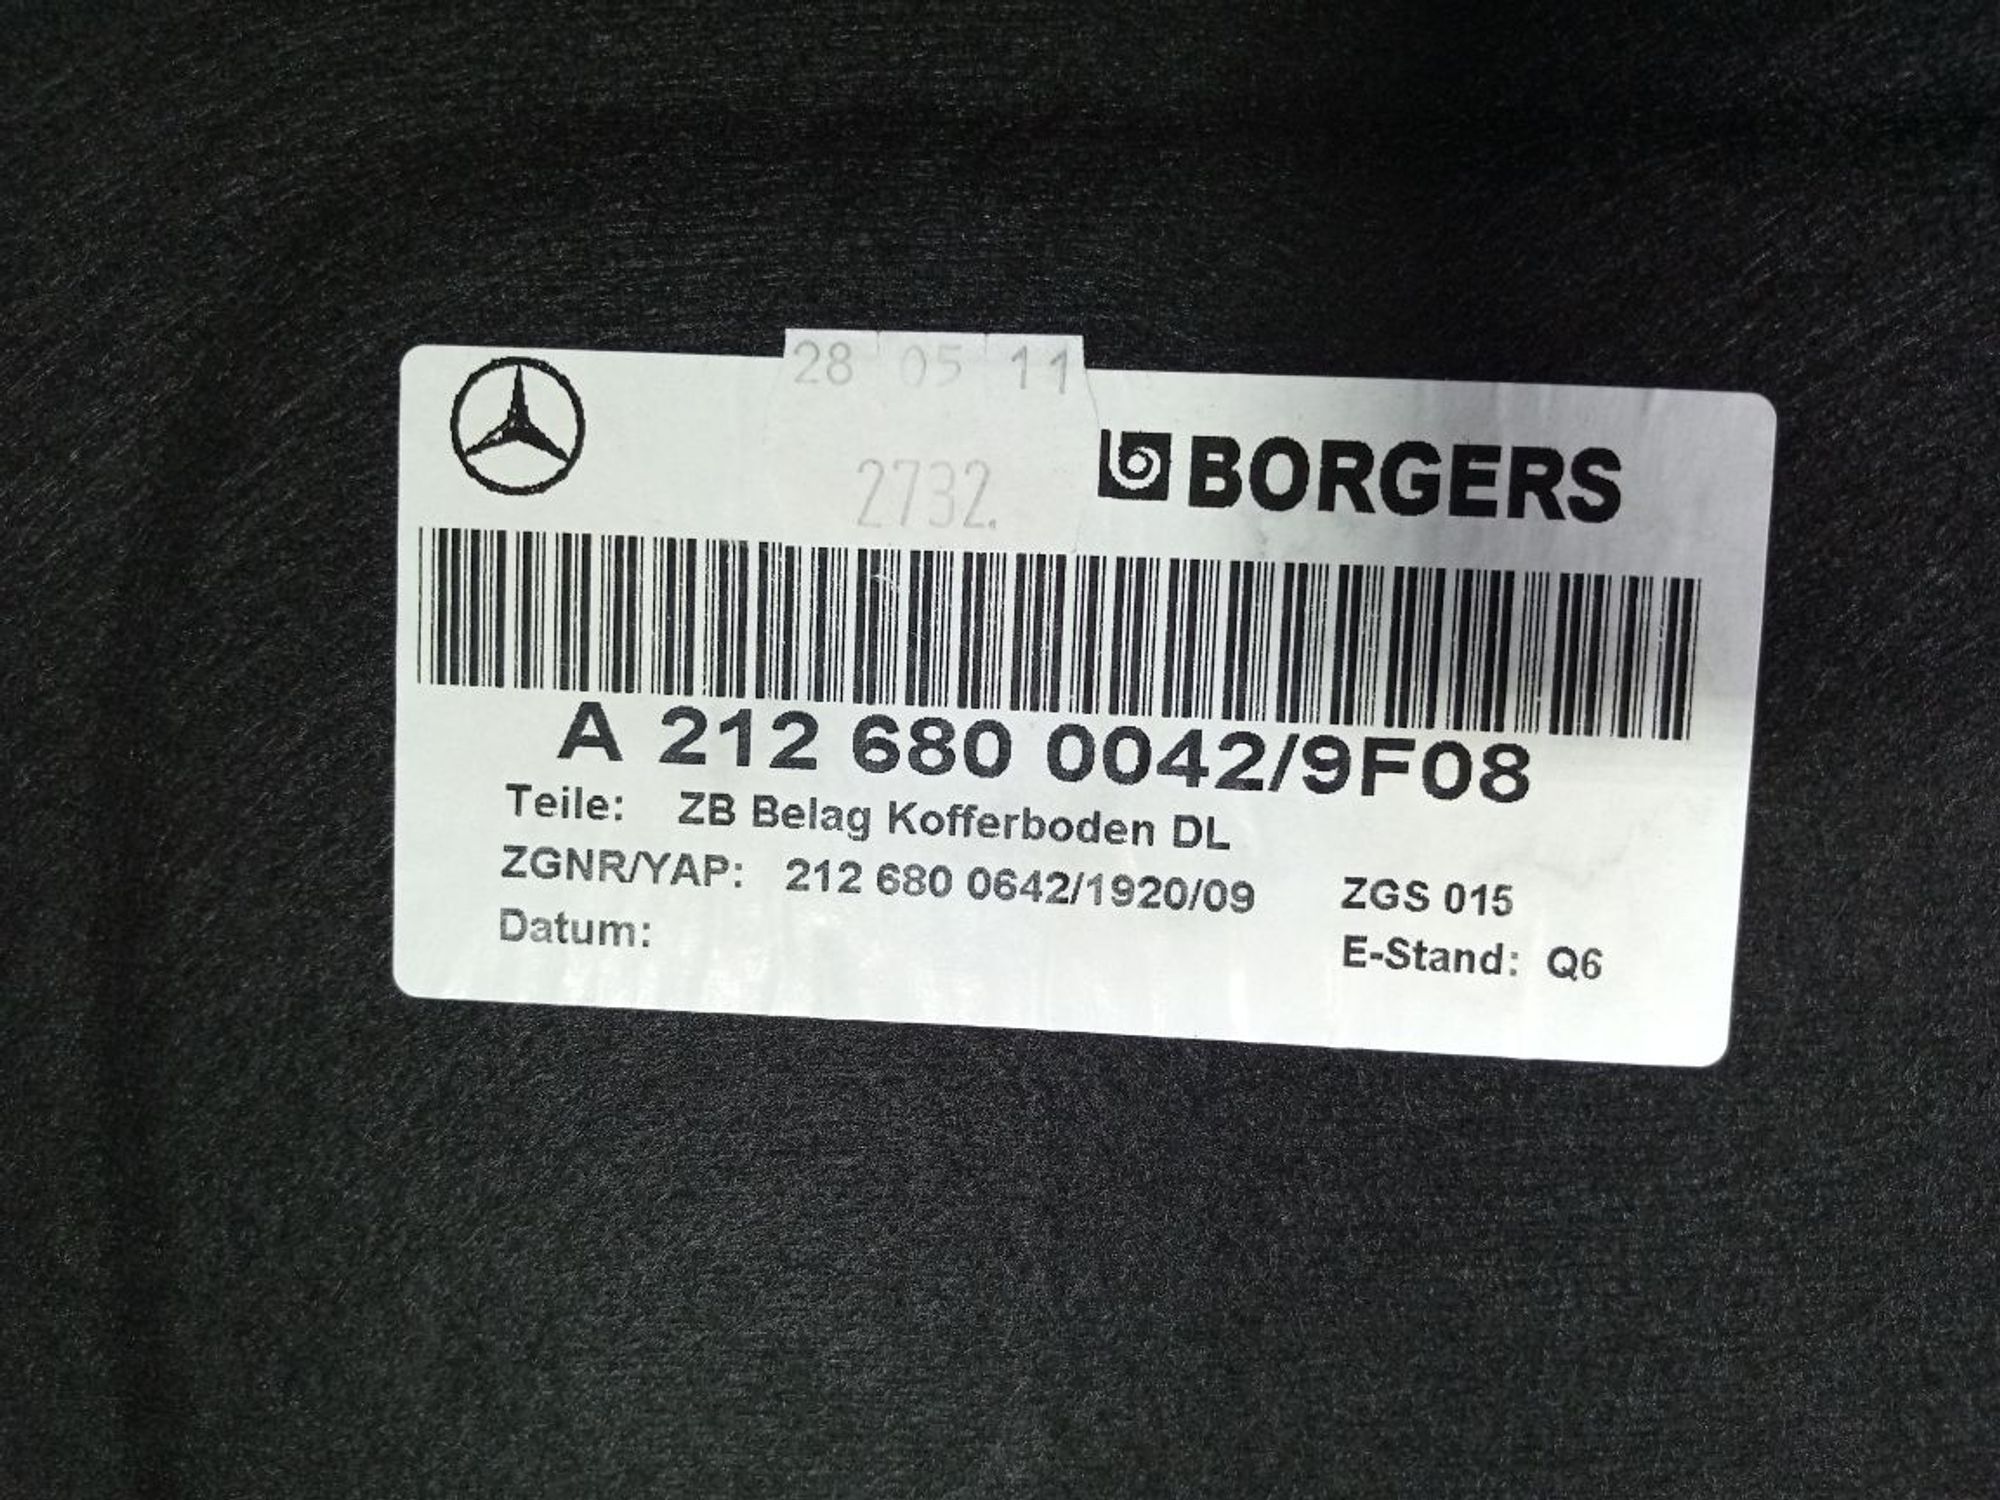 28 05 11
2732.
BORGERS
A 212 680 0042/9F08
Teile: ZB Belag Kofferboden DL
ZGNR/YAP: 212 680 0642/1920/09 ZGS 015
Datum: E-Stand: Q6